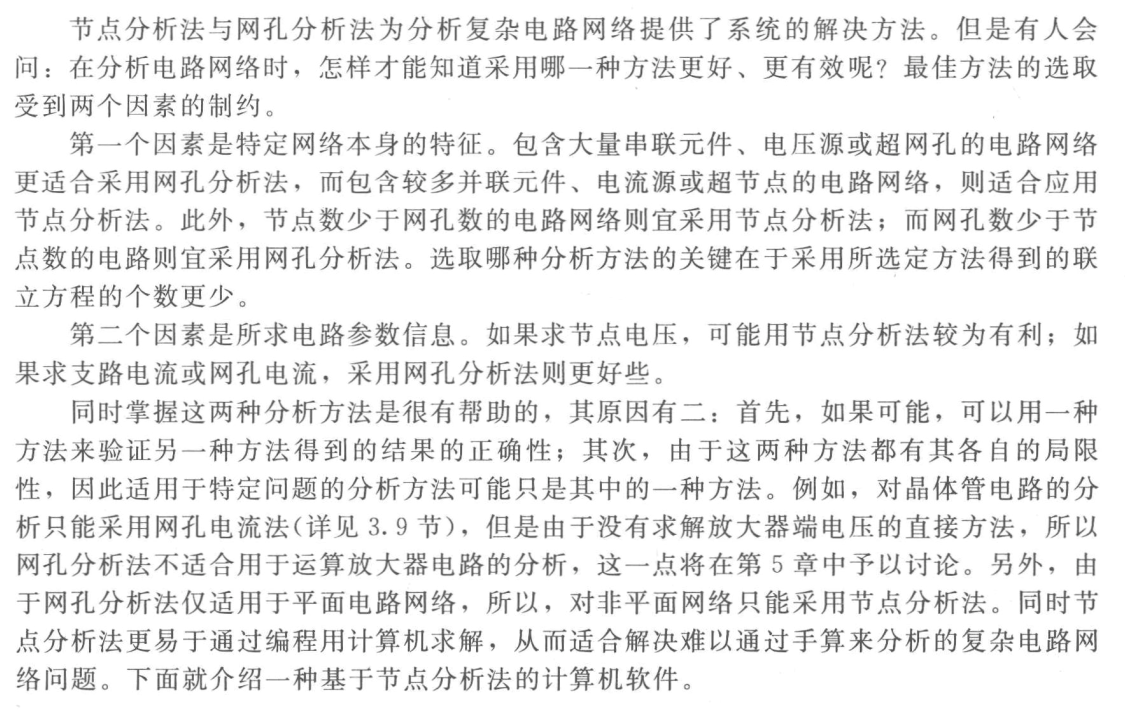 节点分析法与网孔分析法为分析复杂电路网络提供了系统的解决方法。但是有人会
问：在分析电路网络时，怎样才能知道采用哪一种方法更好、更有效呢？最佳方法的选取
受到两个因素的制约。
第一个因素是特定网络本身的特征。包含大量串联元件、电压源或超网孔的电路网络
更适合采用网孔分析法，而包含较多并联元件、电流源或超节点的电路网络，则适合应用
节点分析法。此外，节点数少于网孔数的电路网络则宜采用节点分析法；而网孔数少于节
点数的电路则宜采用网孔分析法。选取哪种分析方法的关键在于采用所选定方法得到的联
立方程的个数更少。
第二个因素是所求电路参数信息。如果求节点电压，可能用节点分析法较为有利；如
果求支路电流或网孔电流，采用网孔分析法则更好些。
同时掌握这两种分析方法是很有帮助的，其原因有二：首先，如果可能，可以用一种
方法来验证另一种方法得到的结果的正确性；其次，由于这两种方法都有其各自的局限
性，因此适用于特定问题的分析方法可能只是其中的一种方法。例如，对晶体管电路的分
析只能采用网孔电流法(详见 3.9 节)，但是由于没有求解放大器端电压的直接方法，所以
网孔分析法不适合用于运算放大器电路的分析，这一点将在第 5 章中予以讨论。另外，由
于网孔分析法仅适用于平面电路网络，所以，对非平面网络只能采用节点分析法。同时节
点分析法更易于通过编程用计算机求解，从而适合解决难以通过手算来分析的复杂电路网
络问题。下面就介绍一种基于节点分析法的计算机软件。